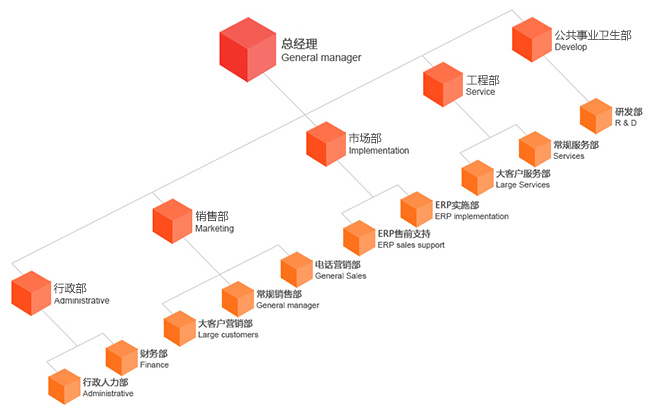 总经理
General manager
公共事业卫生部
Develop
工程部
Service
研发部
R & D
市场部
Implementation
常规服务部
Services
大客户服务部
Large Services
销售部
Marketing
ERP实施部
ERP implementation
ERP售前支持
ERP sales support
电话营销部
General Sales
行政部
Administrative
常规销售部
General manager
大客户营销部
Large customers
财务部
Finance
行政人力部
Administrative